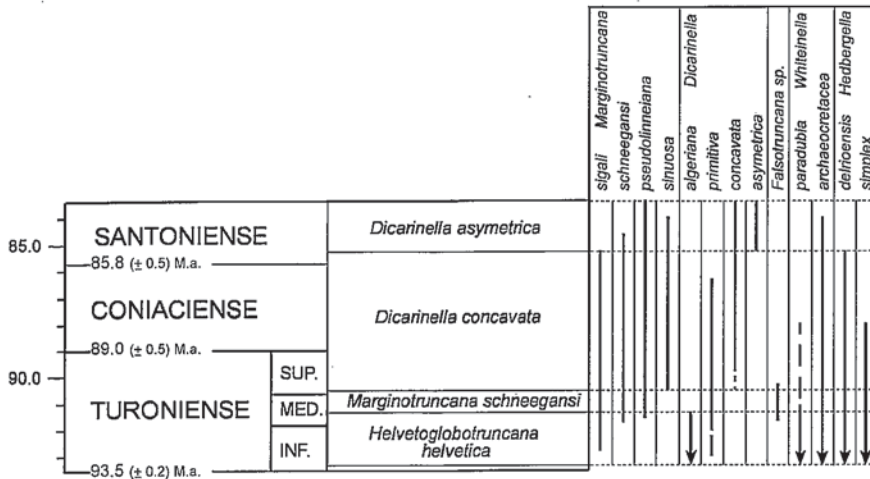 Marginotruncana
Dicarinella
Whiteinella
Hedbergella
sigali
schneegansi
pseudolinneiana
sinuosa
algeriana
primitiva
concavata
asymetrica
Falsotruncana sp.
paradubia
archaeocretacea
delrioensis
simplex
SANTONIENSE
Dicarinella asymetrica
85.0
85.8 (± 0.5) M.a.
CONIACIENSE
Dicarinella concavata
89.0 (± 0.5) M.a.
90.0
SUP.
TURONIENSE
MED.
Marginotruncana schneegansi
INF.
Helvetoglobotruncana
helvetica
93.5 (± 0.2) M.a.